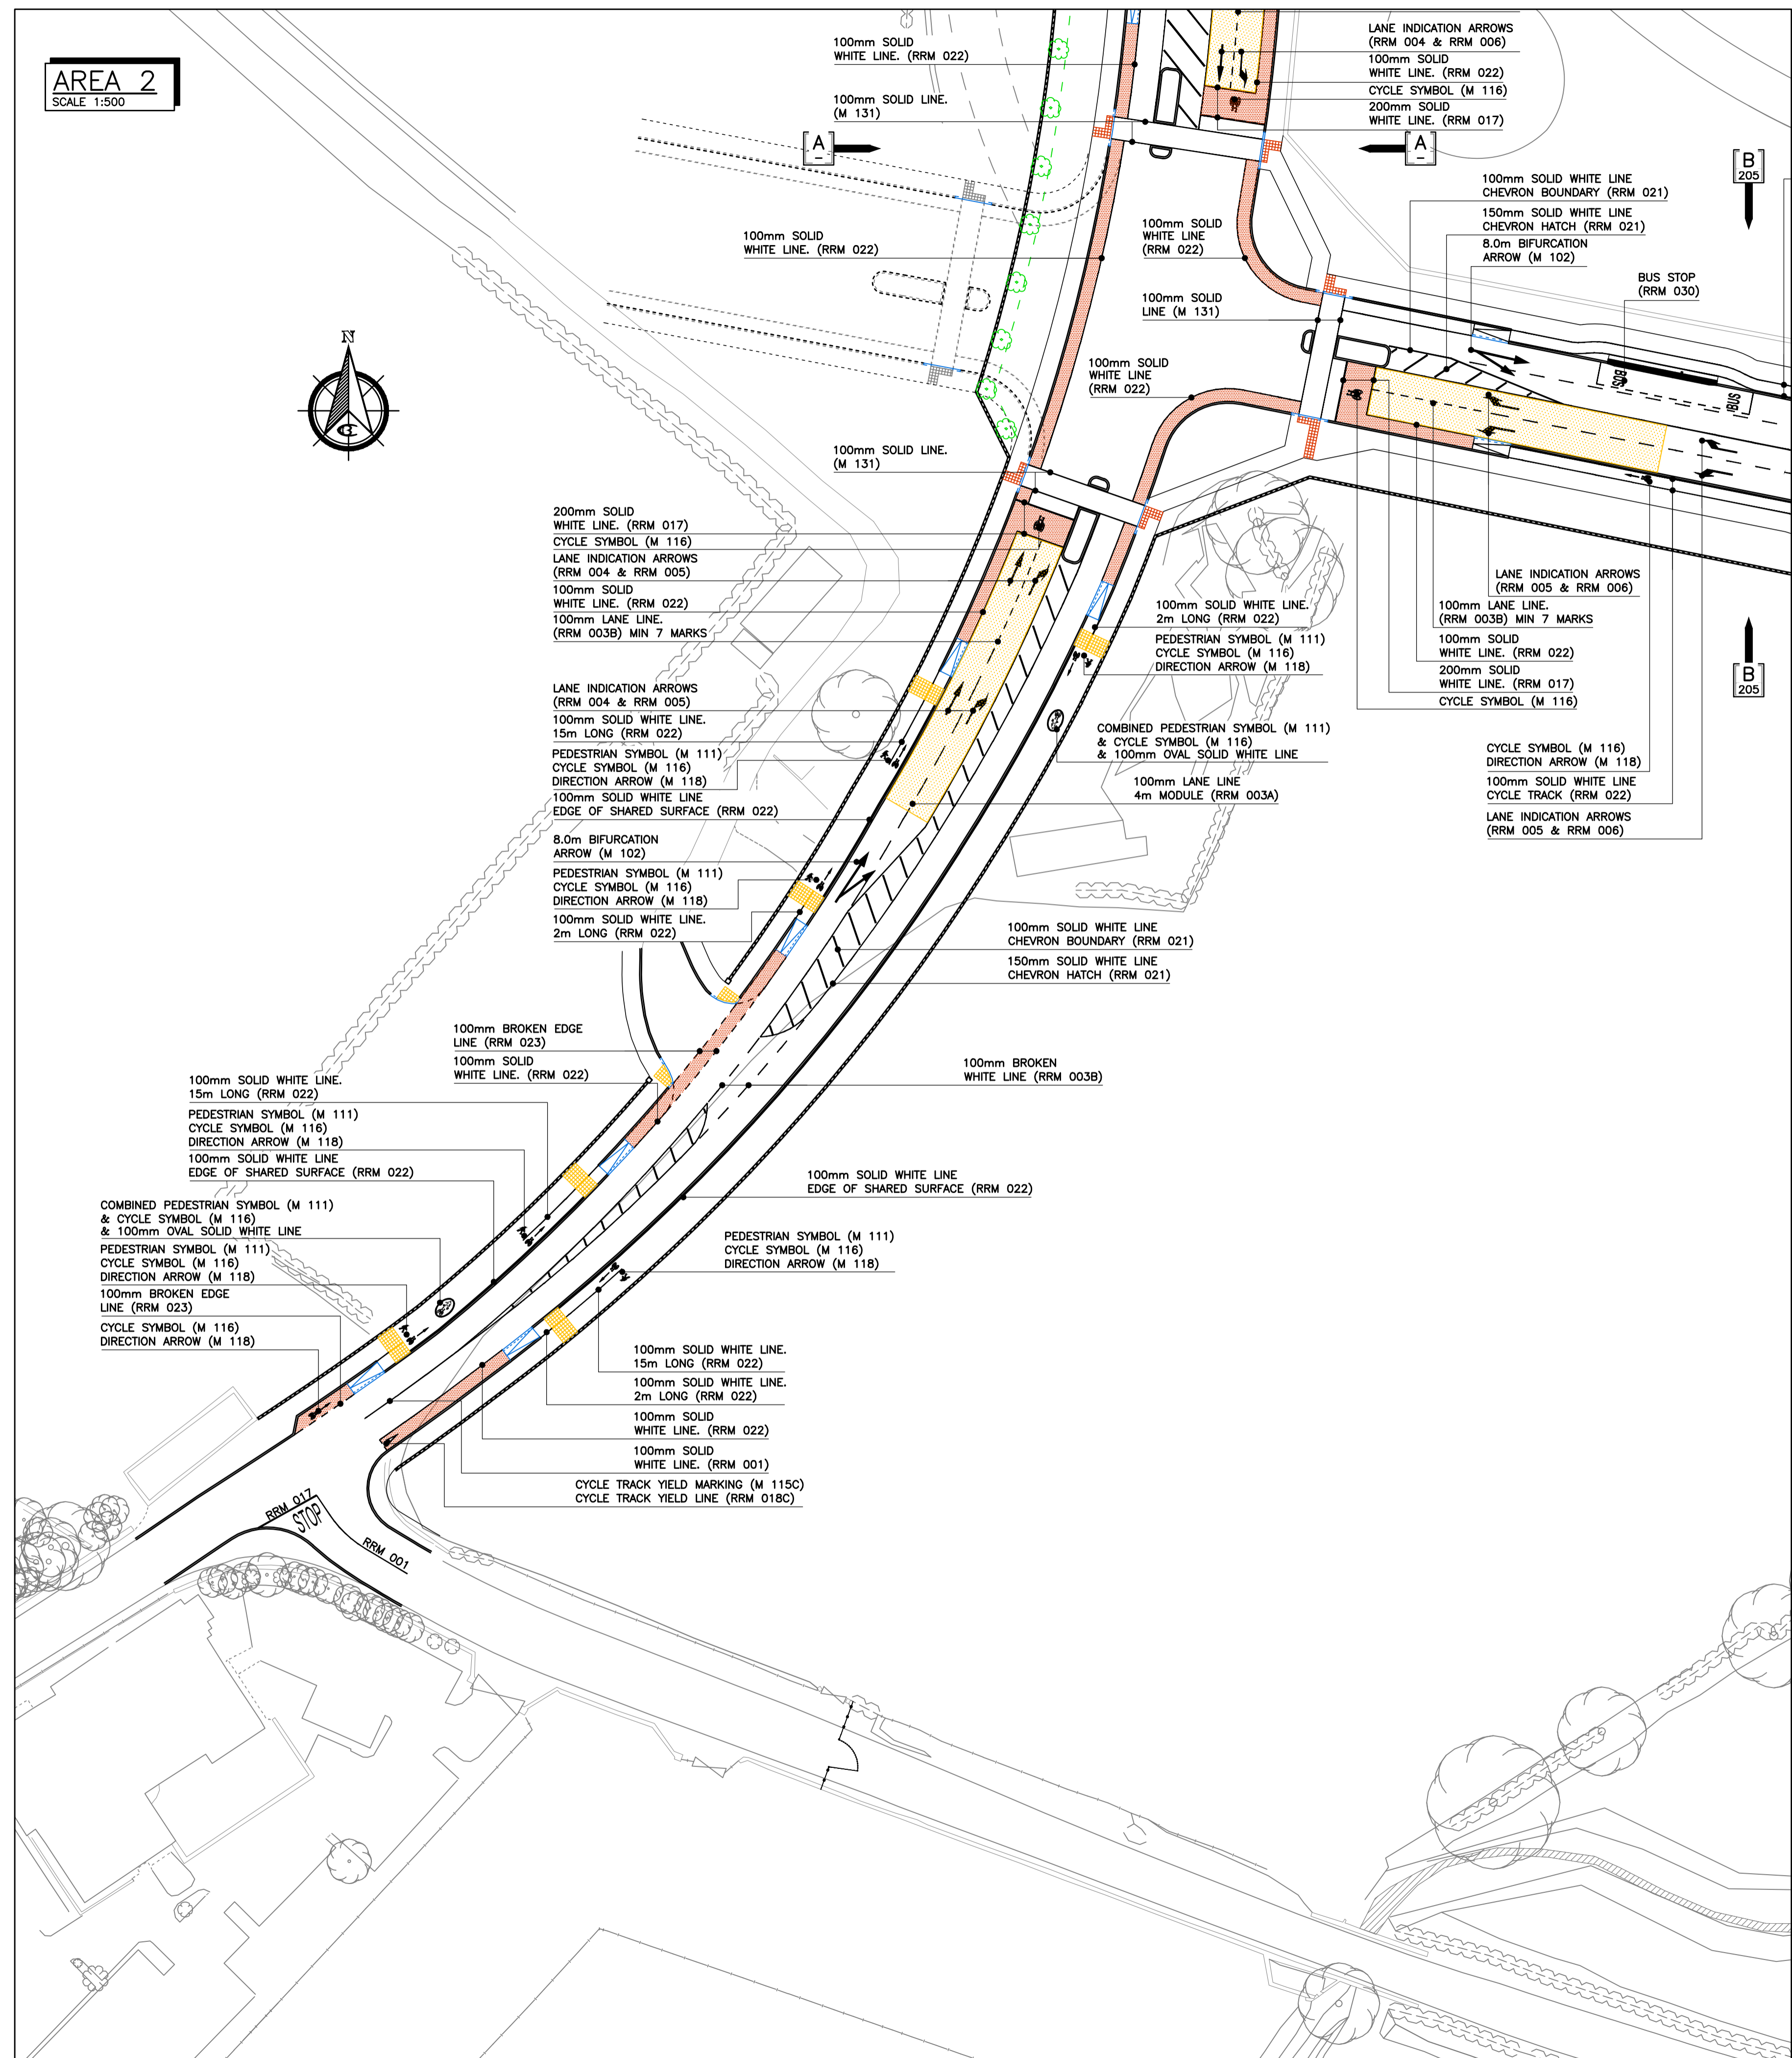 AREA 2
SCALE 1:500
100mm SOLID
WHITE LINE. (RRM 022)
100mm SOLID LINE.
(M 131)
A
-
LANE INDICATION ARROWS
(RRM 004 & RRM 006)
100mm SOLID
WHITE LINE. (RRM 022)
CYCLE SYMBOL (M 116)
200mm SOLID
WHITE LINE. (RRM 017)
A
-
B
205
100mm SOLID WHITE LINE
CHEVRON BOUNDARY (RRM 021)
150mm SOLID WHITE LINE
CHEVRON HATCH (RRM 021)
8.0m BIFURCATION
ARROW (M 102)
BUS STOP
(RRM 030)
100mm SOLID
WHITE LINE. (RRM 022)
100mm SOLID
WHITE LINE
(RRM 022)
100mm SOLID
LINE (M 131)
N
100mm SOLID
WHITE LINE
(RRM 022)
BUS
BUS
100mm SOLID LINE.
(M 131)
200mm SOLID
WHITE LINE. (RRM 017)
CYCLE SYMBOL (M 116)
LANE INDICATION ARROWS
(RRM 004 & RRM 005)
100mm SOLID
WHITE LINE. (RRM 022)
100mm LANE LINE.
(RRM 003B) MIN 7 MARKS
100mm SOLID WHITE LINE.
2m LONG (RRM 022)
PEDESTRIAN SYMBOL (M 111)
CYCLE SYMBOL (M 116)
DIRECTION ARROW (M 118)
LANE INDICATION ARROWS
(RRM 005 & RRM 006)
100mm LANE LINE.
(RRM 003B) MIN 7 MARKS
100mm SOLID
WHITE LINE. (RRM 022)
200mm SOLID
WHITE LINE. (RRM 017)
CYCLE SYMBOL (M 116)
B
205
LANE INDICATION ARROWS
(RRM 004 & RRM 005)
100mm SOLID WHITE LINE.
15m LONG (RRM 022)
PEDESTRIAN SYMBOL (M 111)
CYCLE SYMBOL (M 116)
DIRECTION ARROW (M 118)
100mm SOLID WHITE LINE
EDGE OF SHARED SURFACE (RRM 022)
COMBINED PEDESTRIAN SYMBOL (M 111)
& CYCLE SYMBOL (M 116)
& 100mm OVAL SOLID WHITE LINE
100mm LANE LINE
4m MODULE (RRM 003A)
CYCLE SYMBOL (M 116)
DIRECTION ARROW (M 118)
100mm SOLID WHITE LINE
CYCLE TRACK (RRM 022)
LANE INDICATION ARROWS
(RRM 005 & RRM 006)
8.0m BIFURCATION
ARROW (M 102)
PEDESTRIAN SYMBOL (M 111)
CYCLE SYMBOL (M 116)
DIRECTION ARROW (M 118)
100mm SOLID WHITE LINE.
2m LONG (RRM 022)
100mm SOLID WHITE LINE
CHEVRON BOUNDARY (RRM 021)
150mm SOLID WHITE LINE
CHEVRON HATCH (RRM 021)
100mm BROKEN EDGE
LINE (RRM 023)
100mm SOLID
WHITE LINE. (RRM 022)
100mm BROKEN
WHITE LINE (RRM 003B)
100mm SOLID WHITE LINE.
15m LONG (RRM 022)
PEDESTRIAN SYMBOL (M 111)
CYCLE SYMBOL (M 116)
DIRECTION ARROW (M 118)
100mm SOLID WHITE LINE
EDGE OF SHARED SURFACE (RRM 022)
100mm SOLID WHITE LINE
EDGE OF SHARED SURFACE (RRM 022)
COMBINED PEDESTRIAN SYMBOL (M 111)
& CYCLE SYMBOL (M 116)
& 100mm OVAL SOLID WHITE LINE
PEDESTRIAN SYMBOL (M 111)
CYCLE SYMBOL (M 116)
DIRECTION ARROW (M 118)
100mm BROKEN EDGE
LINE (RRM 023)
CYCLE SYMBOL (M 116)
DIRECTION ARROW (M 118)
PEDESTRIAN SYMBOL (M 111)
CYCLE SYMBOL (M 116)
DIRECTION ARROW (M 118)
100mm SOLID WHITE LINE.
15m LONG (RRM 022)
100mm SOLID WHITE LINE.
2m LONG (RRM 022)
100mm SOLID
WHITE LINE. (RRM 022)
100mm SOLID
WHITE LINE. (RRM 001)
CYCLE TRACK YIELD MARKING (M 115C)
CYCLE TRACK YIELD LINE (RRM 018C)
RRM 017
STOP
RRM 001